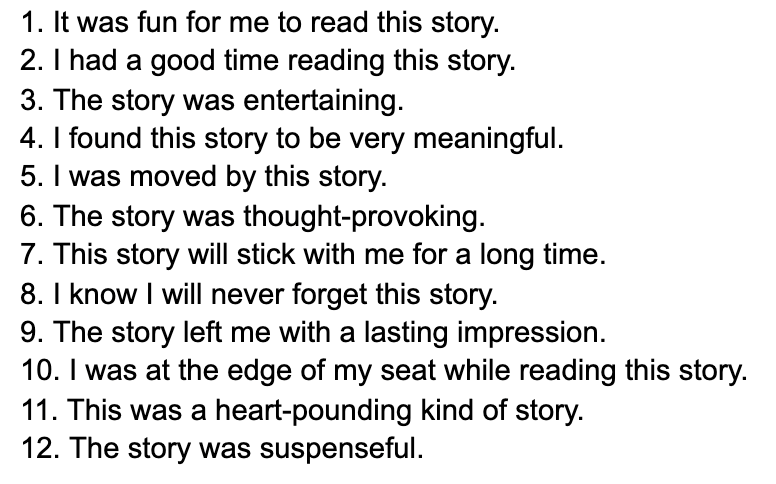 1. It was fun for me to read this story.
2. I had a good time reading this story.
3. The story was entertaining.
4. I found this story to be very meaningful.
5. I was moved by this story.
6. The story was thought-provoking.
7. This story will stick with me for a long time.
8. I know I will never forget this story.
9. The story left me with a lasting impression.
10. I was at the edge of my seat while reading this story.
11. This was a heart-pounding kind of story.
12. The story was suspenseful.